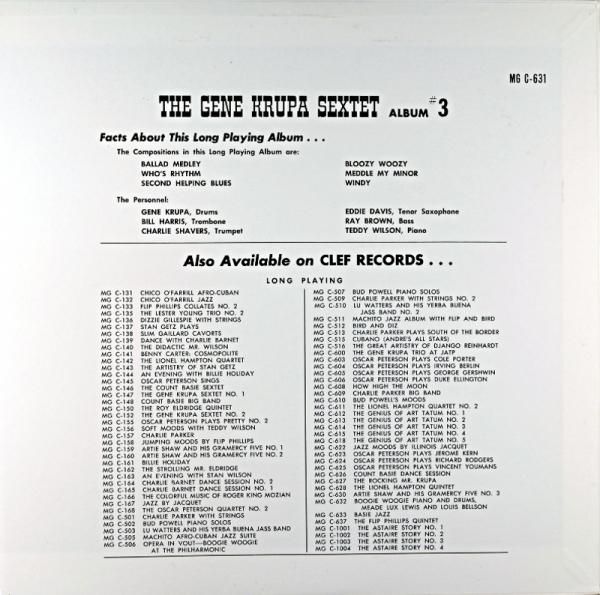 MG C-631
THE GENE KRUPA SEXTET ALBUM #3
Facts About This Long Playing Album . . .
The Compositions in this Long Playing Album are:
BALLAD MEDLEY
WHO'S RHYTHM
SECOND HELPING BLUES
BLOOZY WOOZY
MEDDLE MY MINOR
WINDY
The Personnel:
GENE KRUPA, Drums
BILL HARRIS, Trombone
CHARLIE SHAVERS, Trumpet
EDDIE DAVIS, Tenor Saxophone
RAY BROWN, Bass
TEDDY WILSON, Piano
Also Available on CLEF RECORDS . . .
LONG PLAYING
MG C-131 CHICO O'FARRILL AFRO-CUBAN
MG C-132 CHICO O'FARRILL JAZZ
MG C-133 FLIP PHILLIPS COLLATES NO. 2
MG C-135 THE LESTER YOUNG TRIO NO. 2
MG C-136 DIZZIE GILLESPIE WITH STRINGS
MG C-137 STAN GETZ PLAYS
MG C-138 SLIM GAILLARD CAVORTS
MG C-139 DANCE WITH CHARLIE BARNET
MG C-140 THE DIDACTIC MR. WILSON
MG C-141 BENNY CARTER: COSMOPOLITE
MG C-142 THE LIONEL HAMPTON QUARTET
MG C-143 THE ARTISTRY OF STAN GETZ
MG C-144 AN EVENING WITH BILLIE HOLIDAY
MG C-145 OSCAR PETERSON SINGS
MG C-146 THE COUNT BASIE SEXTET
MG C-147 THE GENE KRUPA SEXTET NO. 1
MG C-148 COUNT BASIE BIG BAND
MG C-150 THE ROY ELDRIDGE QUINTET
MG C-152 THE GENE KRUPA SEXTET NO. 2
MG C-155 OSCAR PETERSON PLAYS PRETTY NO. 2
MG C-156 SOFT MOODS WITH TEDDY WILSON
MG C-157 CHARLIE PARKER
MG C-158 JUMPING MOODS BY FLIP PHILLIPS
MG C-159 ARTIE SHAW AND HIS GRAMERCY FIVE NO. 1
MG C-160 ARTIE SHAW AND HIS GRAMERCY FIVE NO. 2
MG C-161 BILLIE HOLIDAY
MG C-162 THE STROLLING MR. ELDRIDGE
MG C-163 AN EVENING WITH STAN WILSON
MG C-164 CHARLIE BARNET DANCE SESSION NO. 2
MG C-165 CHARLIE BARNET DANCE SESSION NO. 1
MG C-166 THE COLORFUL MUSIC OF ROGER KING MOZIAN
MG C-167 JAZZ BY JACQUET
MG C-168 THE OSCAR PETERSON QUARTET NO. 2
MG C-501 CHARLIE PARKER WITH STRINGS
MG C-502 BUD POWELL PIANO SOLOS
MG C-503 LU WATTERS AND HIS YERBA BUENA JASS BAND
MG C-505 MACHITO AFRO-CUBAN JAZZ SUITE
MG C-506 OPERA IN VOUT—BOOGIE WOOGIE
AT THE PHILHARMONIC
MG C-507 BUD POWELL PIANO SOLOS
MG C-509 CHARLIE PARKER WITH STRINGS NO. 2
MG C-510 LU WATTERS AND HIS YERBA BUENA
JASS BAND NO. 2
MG C-511 MACHITO JAZZ ALBUM WITH FLIP AND BIRD
MG C-512 BIRD AND DIZ
MG C-513 CHARLIE PARKER PLAYS SOUTH OF THE BORDER
MG C-515 CUBANO (ANDRE'S ALL STARS)
MG C-516 THE GREAT ARTISTRY OF DJANGO REINHARDT
MG C-600 THE GENE KRUPA TRIO AT JATP
MG C-603 OSCAR PETERSON PLAYS COLE PORTER
MG C-604 OSCAR PETERSON PLAYS IRVING BERLIN
MG C-605 OSCAR PETERSON PLAYS GEORGE GERSHWIN
MG C-606 OSCAR PETERSON PLAYS DUKE ELLINGTON
MG C-608 HOW HIGH THE MOON
MG C-609 CHARLIE PARKER BIG BAND
MG C-610 BUD POWELL'S MOODS
MG C-611 THE LIONEL HAMPTON QUARTET NO. 2
MG C-612 THE GENIUS OF ART TATUM NO. 1
MG C-613 THE GENIUS OF ART TATUM NO. 2
MG C-614 THE GENIUS OF ART TATUM NO. 3
MG C-615 THE GENIUS OF ART TATUM NO. 4
MG C-618 THE GENIUS OF ART TATUM NO. 5
MG C-622 JAZZ MOODS BY ILLINOIS JACQUET
MG C-623 OSCAR PETERSON PLAYS JEROME KERN
MG C-624 OSCAR PETERSON PLAYS RICHARD RODGERS
MG C-625 OSCAR PETERSON PLAYS VINCENT YOUMANS
MG C-626 COUNT BASIE DANCE SESSION
MG C-627 THE ROCKING MR. KRUPA
MG C-628 THE LIONEL HAMPTON QUINTET
MG C-630 ARTIE SHAW AND HIS GRAMERCY FIVE NO. 3
MG C-632 BOOGIE WOOGIE PIANO AND DRUMS,
MEADE LUX LEWIS AND LOUIS BELLSON
MG C-633 BASIE JAZZ
MG C-637 THE FLIP PHILLIPS QUINTET
MG C-1001 THE ASTAIRE STORY NO. 1
MG C-1002 THE ASTAIRE STORY NO. 2
MG C-1003 THE ASTAIRE STORY NO. 3
MG C-1004 THE ASTAIRE STORY NO. 4